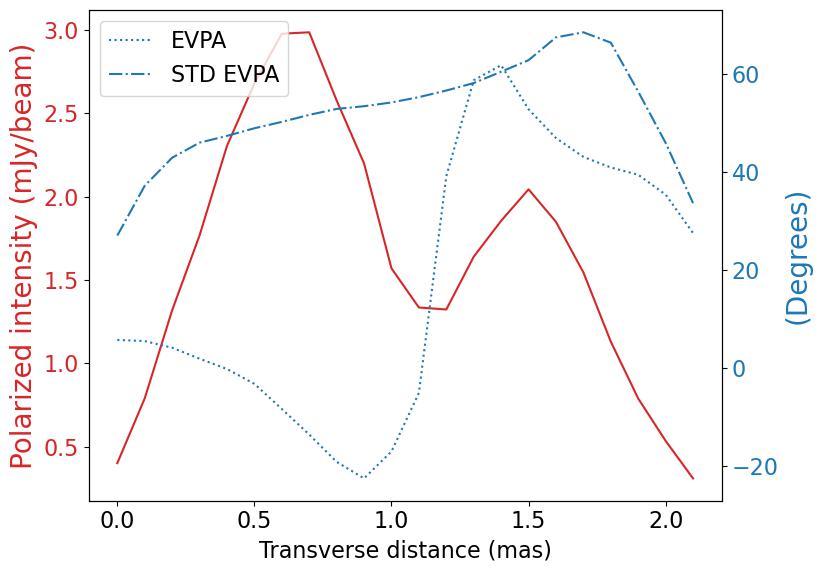 EVPA
STD EVPA
Polarized intensity (mJy/beam)
3.0
2.5
2.0
1.5
1.0
0.5
60
40
20
0
−20
(Degrees)
0.0 0.5 1.0 1.5 2.0
Transverse distance (mas)